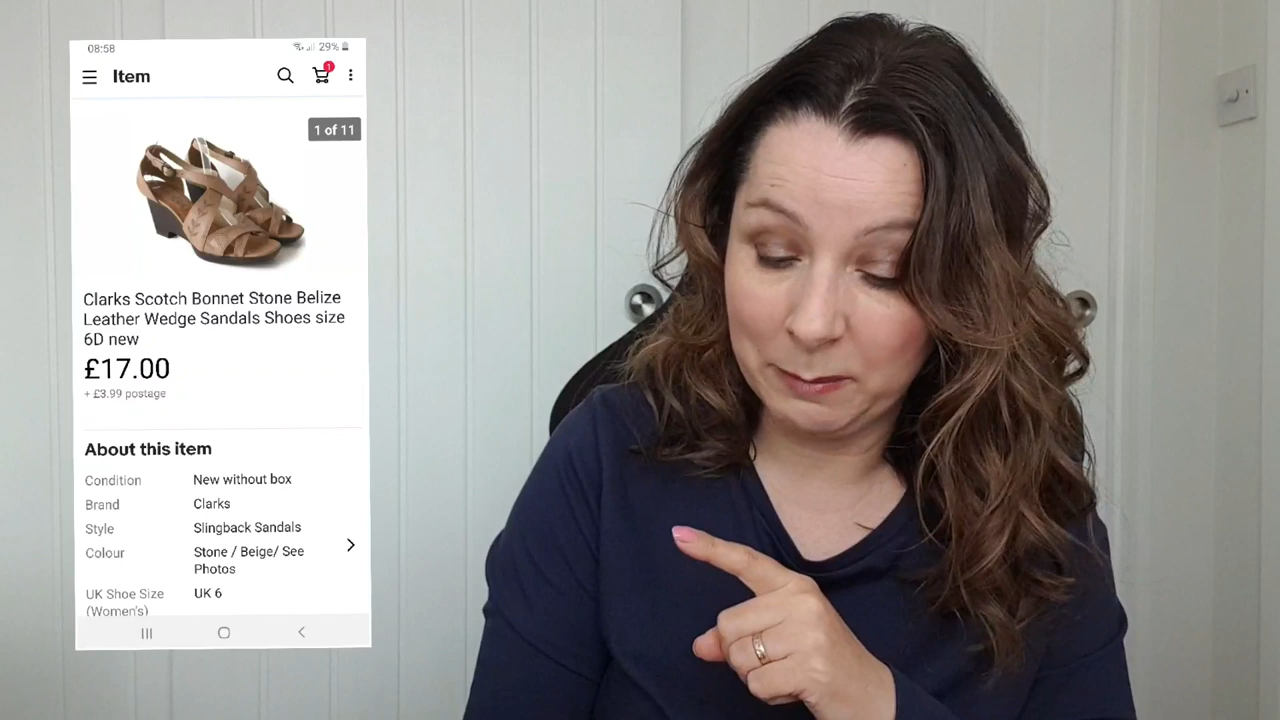 08:58
29%
Item
1
1 of 11
Clarks Scotch Bonnet Stone Belize
Leather Wedge Sandals Shoes size
6D new
£17.00
+ £3.99 postage
About this item
Condition New without box
Brand Clarks
Style Slingback Sandals
Colour Stone / Beige/ See
Photos
UK Shoe Size UK 6
(Women's)